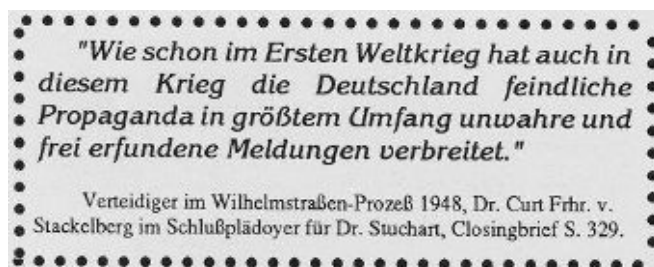 "Wie schon im Ersten Weltkrieg hat auch in
diesem Krieg die Deutschland feindliche
Propaganda in größtem Umfang unwahre und
frei erfundene Meldungen verbreitet."
Verteidiger im Wilhelmstraßen-Prozeß 1948, Dr. Curt Frhr. v.
Stackelberg im Schlußplädoyer für Dr. Stuchart, Closingbrief S. 329.